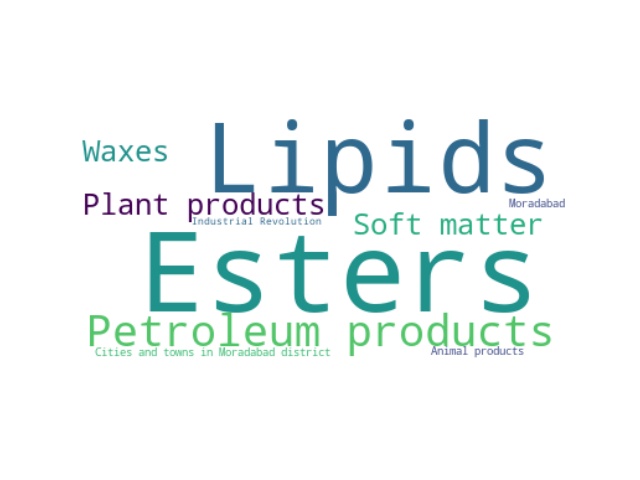 Lipids
Waxes
Plant products
Moradabad
Industrial Revolution
Soft matter
Esters
Petroleum products
Cities and towns in Moradabad district
Animal products